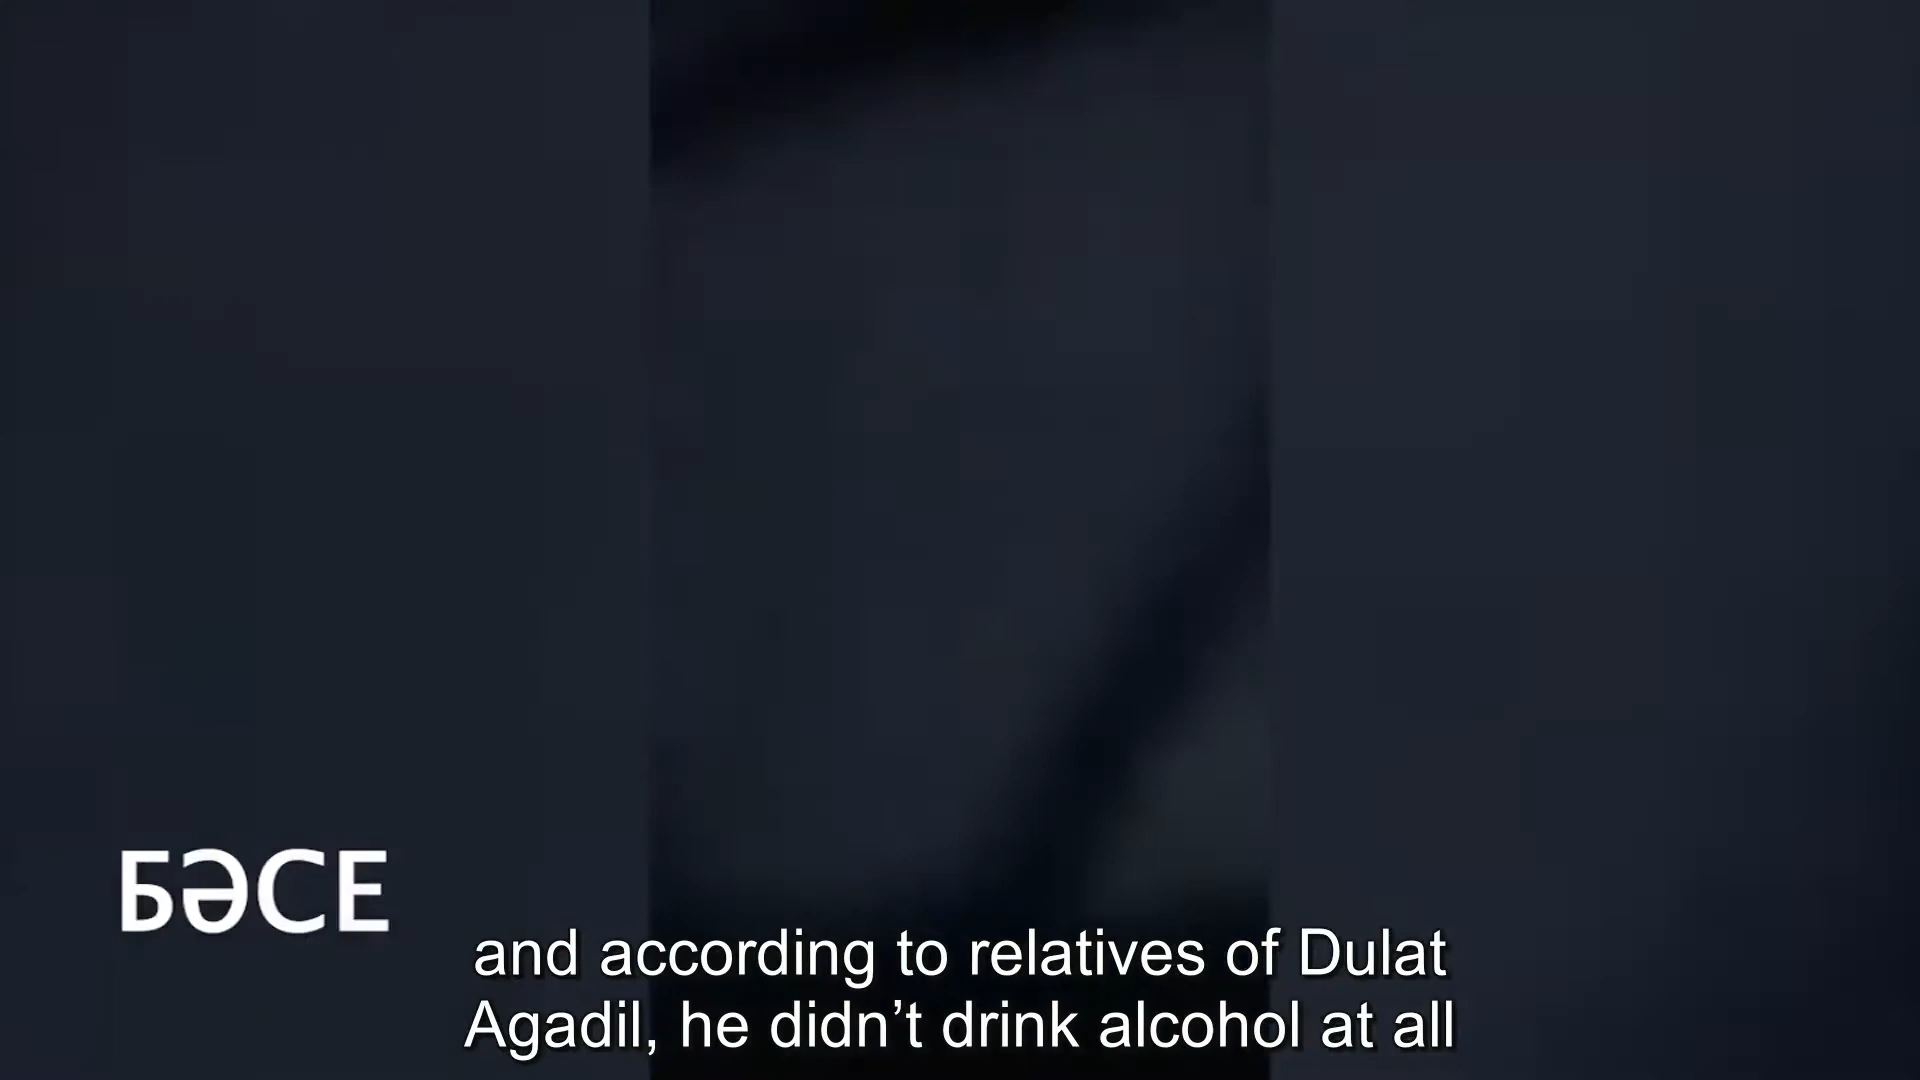 БӘСЕ
and according to relatives of Dulat
Agadil, he didn’t drink alcohol at all